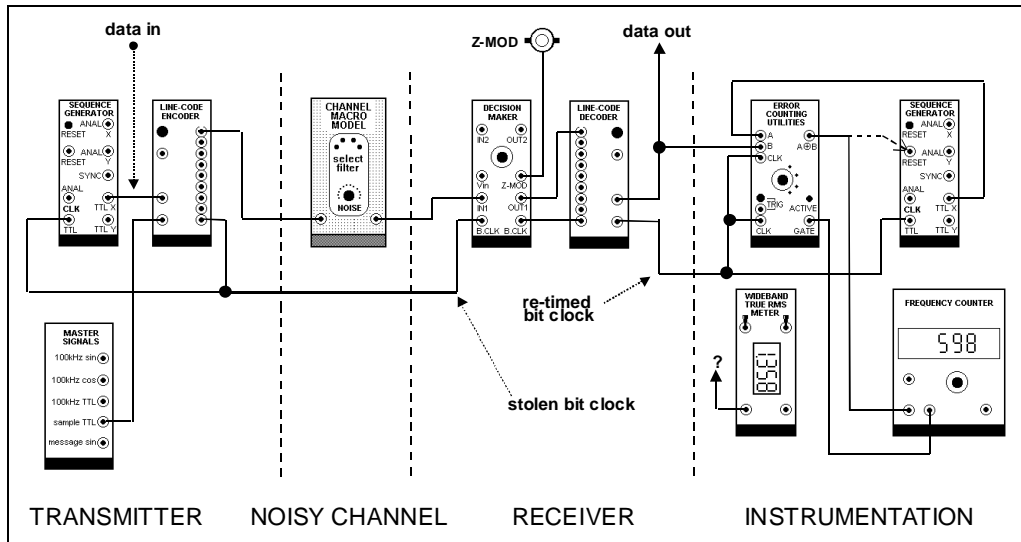 data in
Z-MOD
data out
SEQUENCE
GENERATOR
ANAL
X
RESET
ANAL
Y
RESET
SYNC
ANAL
CLK
TTL X
TTL
TTL Y
LINE-CODE
ENCODER
CHANNEL
MACRO
MODEL
select
filter
NOISE
DECISION
MAKER
IN2
OUT2
Vin
Z-MOD
IN1
OUT1
B.CLK
B.CLK
LINE-CODE
DECODER
ERROR
COUNTING
UTILITIES
A
B
A⊕B
CLK
TRIG
ACTIVE
CLK
GATE
SEQUENCE
GENERATOR
ANAL
X
RESET
ANAL
Y
RESET
SYNC
ANAL
CLK
TTL X
TTL
TTL Y
re-timed
bit clock
stolen bit clock
MASTER
SIGNALS
100kHz sin
100kHz cos
100kHz TTL
sample TTL
message sin
WIDEBAND
TRUE RMS
METER
?
FREQUENCY COUNTER
598
TRANSMITTER
NOISY CHANNEL
RECEIVER
INSTRUMENTATION